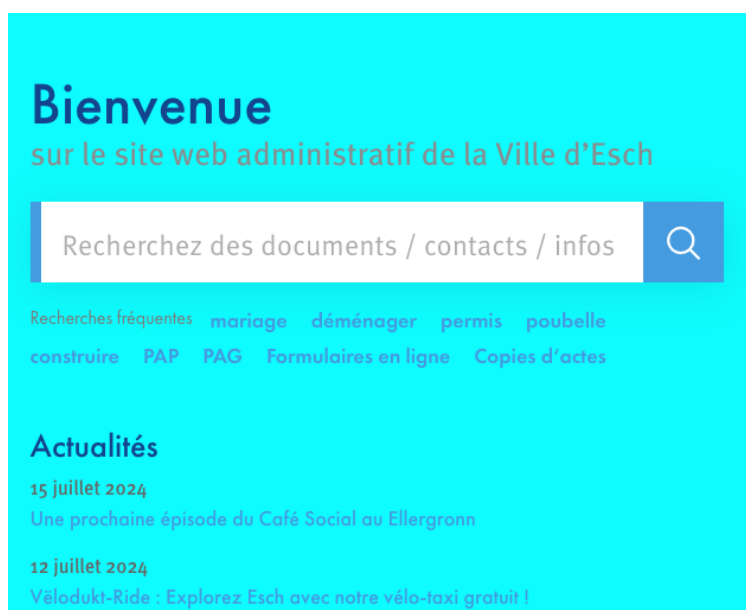 Bienvenue
sur le site web administratif de la Ville d’Esch
Recherchez des documents / contacts / infos
Recherches fréquentes mariage déménager permis poubelle
construire PAP PAG Formulaires en ligne Copies d’actes
Actualités
15 juillet 2024
Une prochaine épisode du Café Social au Ellergronn
12 juillet 2024
Vëlodukt-Ride : Explorez Esch avec notre vélo-taxi gratuit !